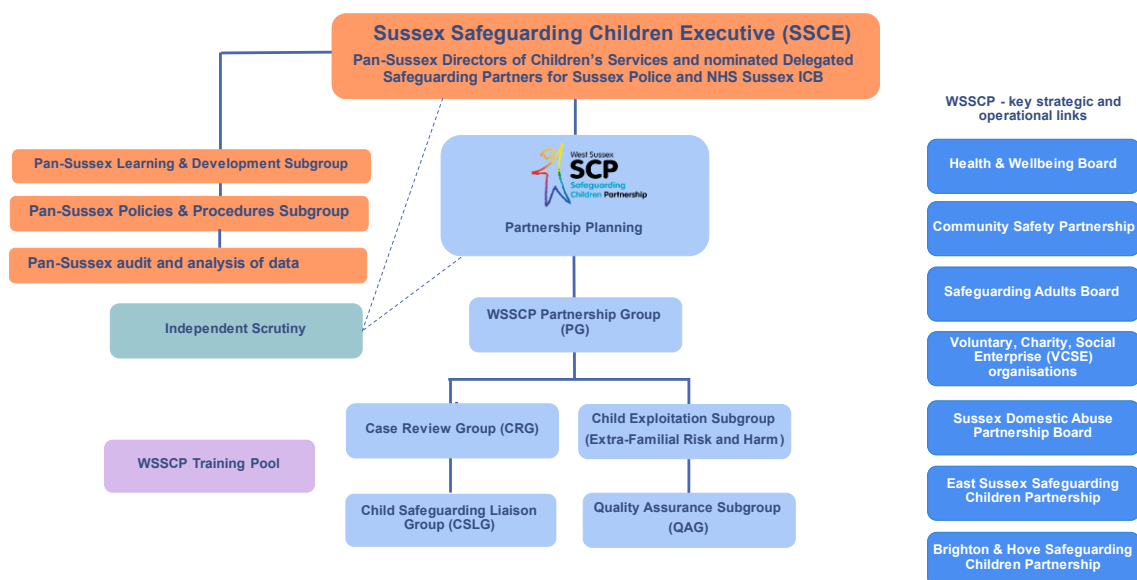 Sussex Safeguarding Children Executive (SSCE)
Pan-Sussex Directors of Children's Services and nominated Delegated
Safeguarding Partners for Sussex Police and NHS Sussex ICB
Pan-Sussex Learning & Development Subgroup
Pan-Sussex Policies & Procedures Subgroup
Pan-Sussex audit and analysis of data
Independent Scrutiny
WSSCP Training Pool
West Sussex
SCP
Safeguarding
Children Partnership
Partnership Planning
WSSCP Partnership Group
(PG)
Case Review Group (CRG)
Child Exploitation Subgroup
(Extra-Familial Risk and Harm)
Child Safeguarding Liaison
Group (CSLG)
Quality Assurance Subgroup
(QAG)
WSSCP - key strategic and
operational links
Health & Wellbeing Board
Community Safety Partnership
Safeguarding Adults Board
Voluntary, Charity, Social
Enterprise (VCSE)
organisations
Sussex Domestic Abuse
Partnership Board
East Sussex Safeguarding
Children Partnership
Brighton & Hove Safeguarding
Children Partnership